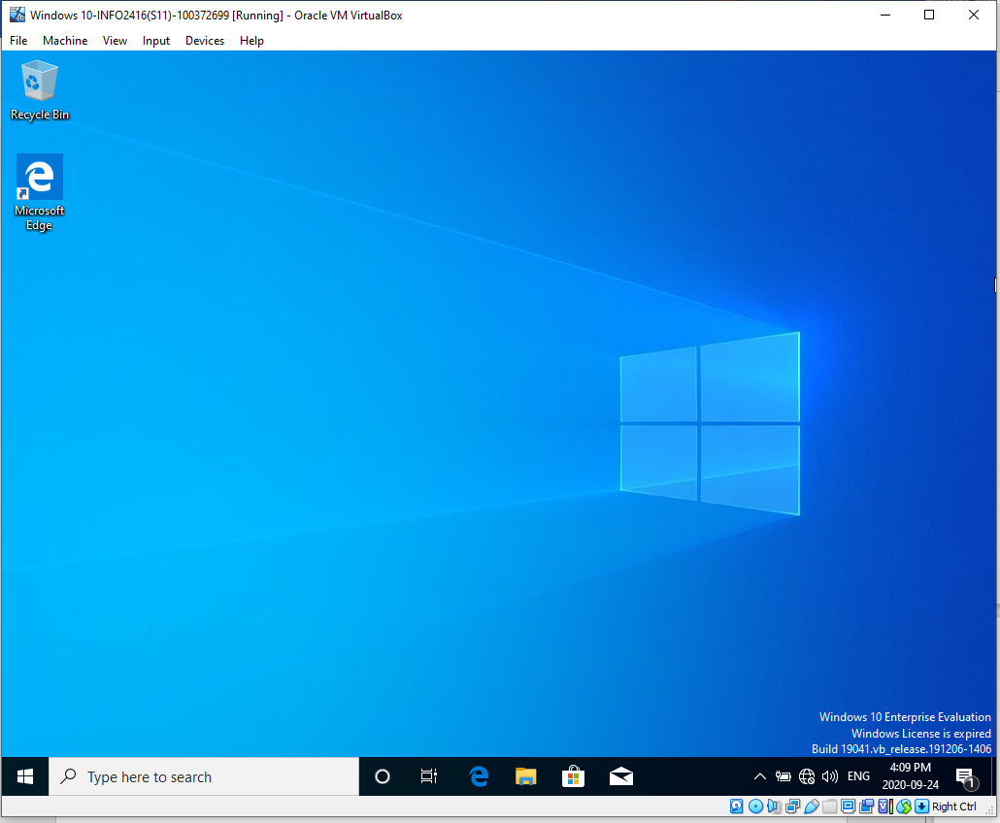 Windows 10-INFO2416(S11)-100372699 [Running] - Oracle VM VirtualBox
File Machine View Input Devices Help
Recycle Bin
Microsoft
Edge
Windows 10 Enterprise Evaluation
Windows License is expired
Build 19041.vb_release.191206-1406
Type here to search
ENG
4:09 PM
2020-09-24
1
Right Ctrl